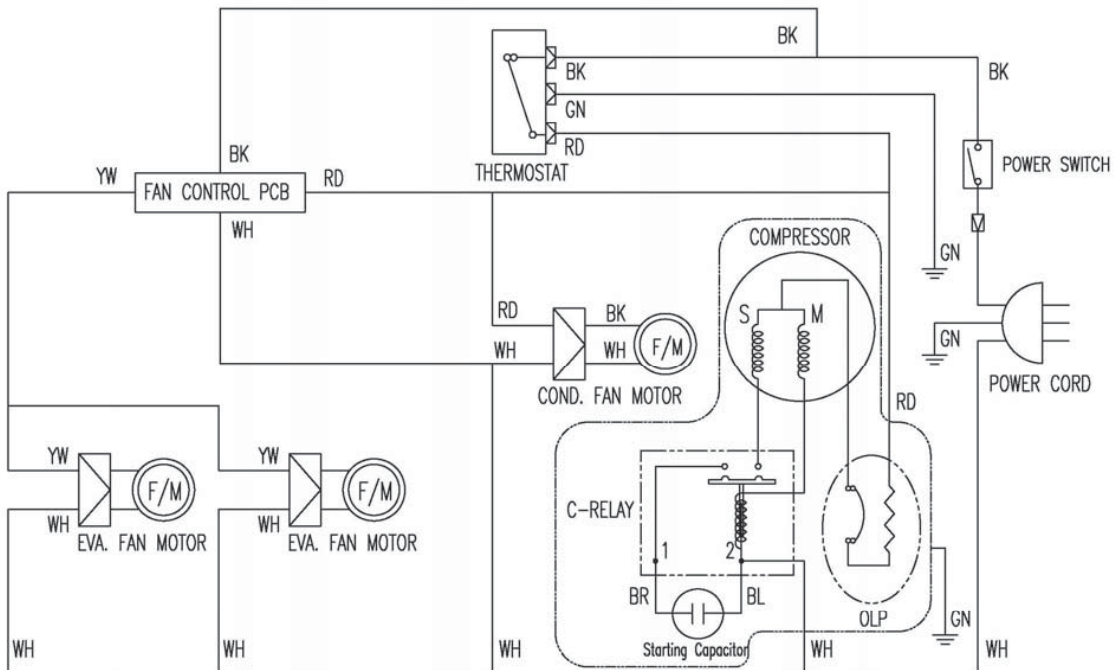 BK
BK
BK
GN
RD
THERMOSTAT
POWER SWITCH
BK
YW
FAN CONTROL PCB
RD
WH
COMPRESSOR
GN
S
M
RD
BK
WH
WH
F/M
COND. FAN MOTOR
GN
POWER CORD
RD
YW
F/M
WH
EVA. FAN MOTOR
YW
F/M
WH
EVA. FAN MOTOR
C-RELAY
1
2
BR
BL
Starting Capacitor
OLP
GN
WH
WH
WH
WH
WH